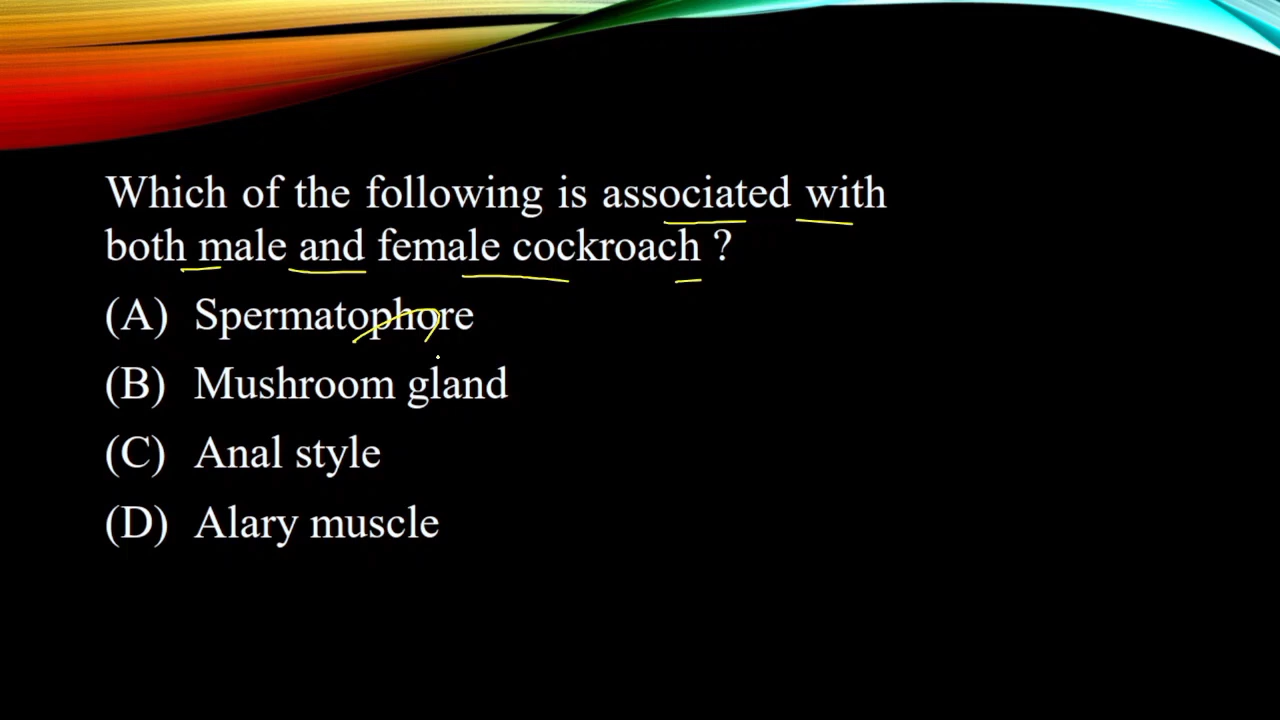 Which of the following is associated with
both male and female cockroach ?
(A) Spermatophore
(B) Mushroom gland
(C) Anal style
(D) Alary muscle